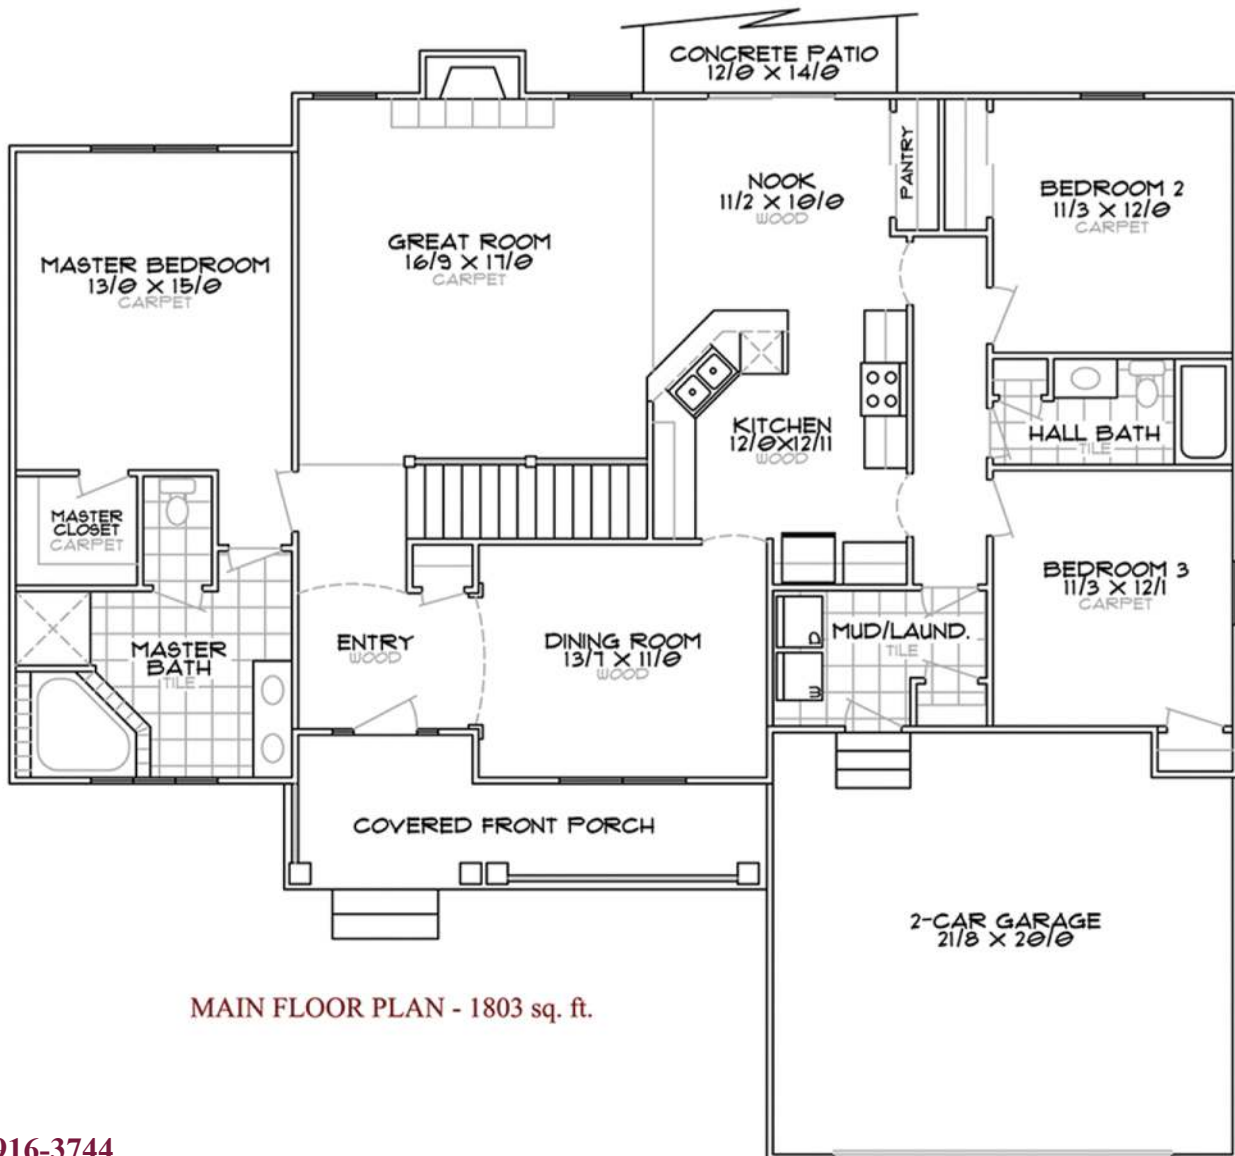 CONCRETE PATIO
12/0 X 14/0
PANTRY
NOOK
11/2 X 10/0
WOOD
BEDROOM 2
11/3 X 12/0
CARPET
GREAT ROOM
16/9 X 17/0
CARPET
MASTER BEDROOM
13/0 X 15/0
CARPET
KITCHEN
12/0X12/11
WOOD
HALL BATH
TILE
MASTER
CLOSET
CARPET
BEDROOM 3
11/3 X 12/1
CARPET
ENTRY
WOOD
DINING ROOM
13/7 X 11/0
WOOD
D
W
MUD/LAUND.
TILE
MASTER
BATH
TILE
COVERED FRONT PORCH
2-CAR GARAGE
21/8 X 20/0
MAIN FLOOR PLAN - 1803 sq. ft.
916-3744